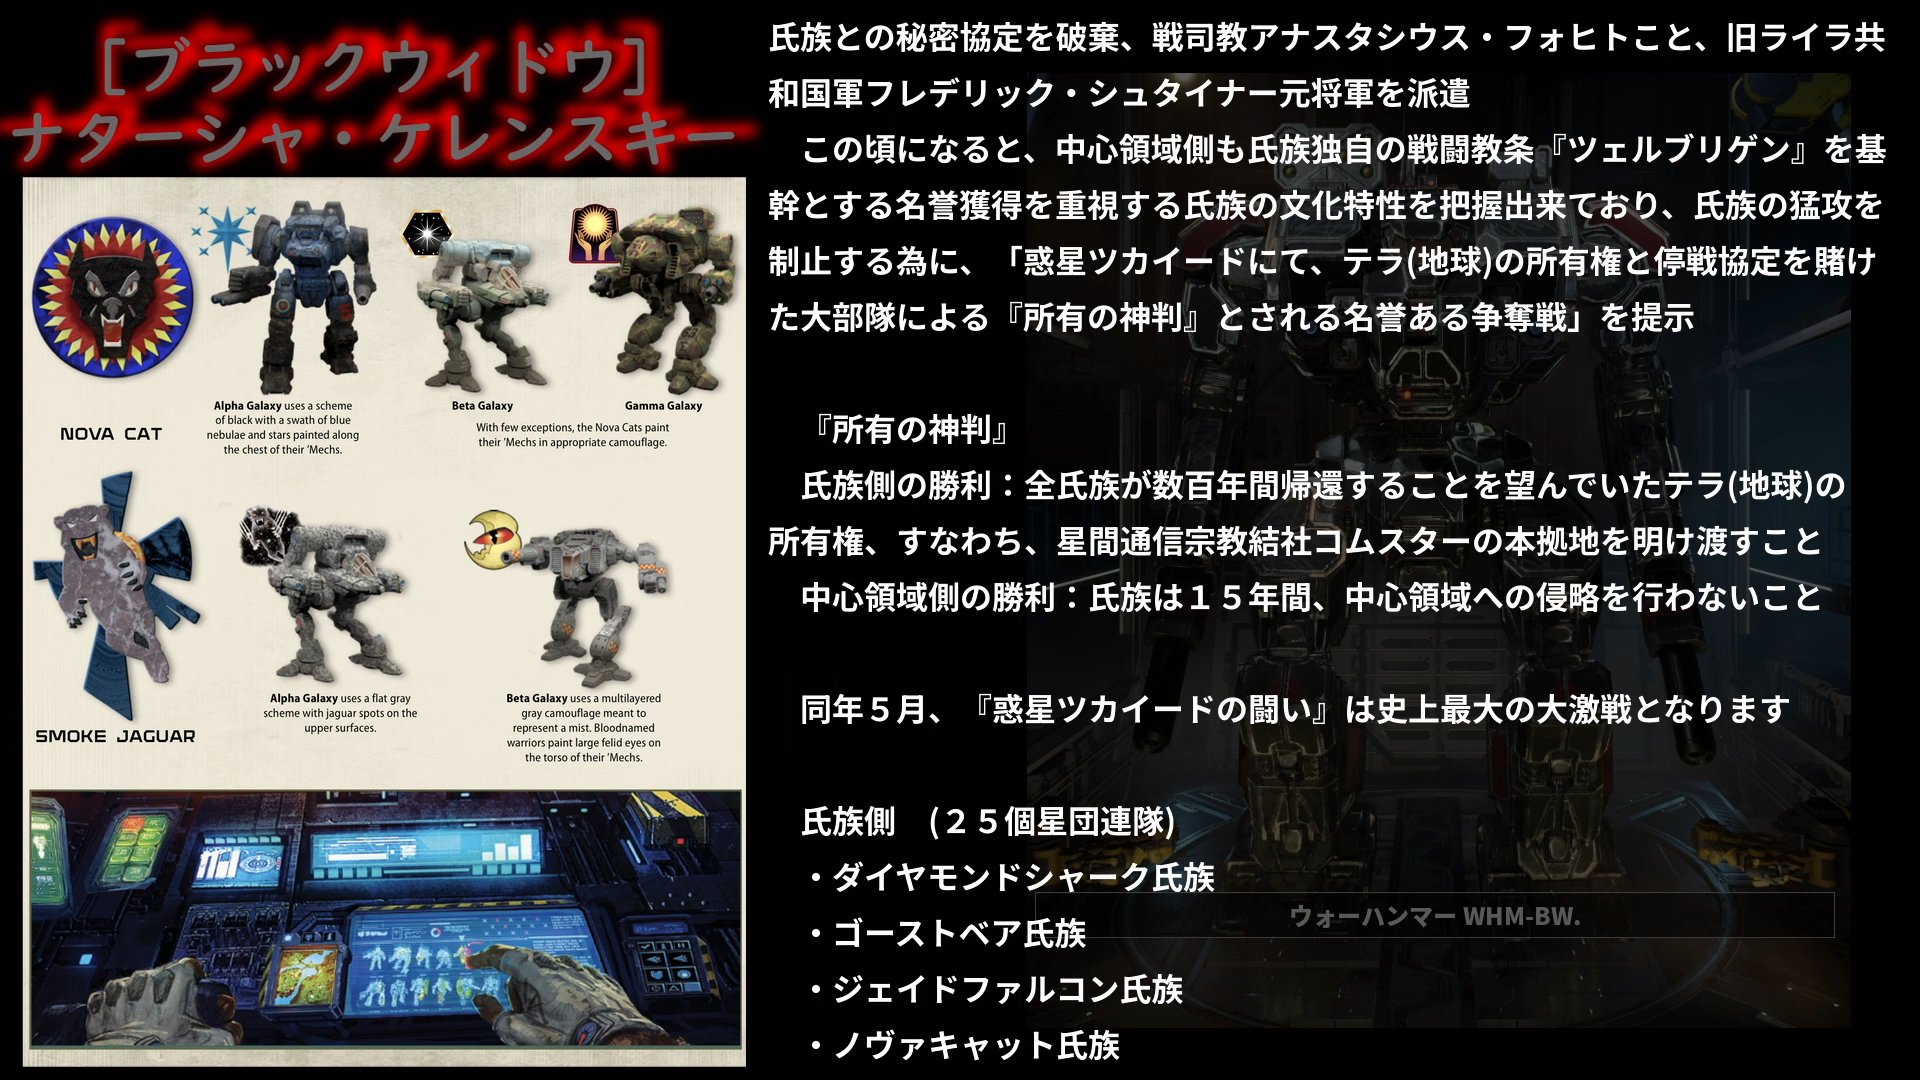 ［ブラックウィドウ］
ナターシャ・ケレンスキー
NOVA CAT
Alpha Galaxy uses a scheme
of black with a swath of blue
nebulae and stars painted along
the chest of their ’Mechs.
Beta Galaxy
Gamma Galaxy
With few exceptions, the Nova Cats paint
their ’Mechs in appropriate camouflage.
SMOKE JAGUAR
Alpha Galaxy uses a flat gray
scheme with jaguar spots on the
upper surfaces.
Beta Galaxy uses a multilayered
gray camouflage meant to
represent a mist. Bloodnamed
warriors paint large felid eyes on
the torso of their ’Mechs.
氏族との秘密協定を破棄、戦司教アナスタシウス・フォヒトこと、旧ライラ共
和国軍フレデリック・シュタイナー元将軍を派遣
この頃になると、中心領域側も氏族独自の戦闘教条『ツェルブリゲン』を基
幹とする名誉獲得を重視する氏族の文化特性を把握出来ており、氏族の猛攻を
制止する為に、「惑星ツカイードにて、テラ(地球)の所有権と停戦協定を賭け
た大部隊による『所有の神判』とされる名誉ある争奪戦」を提示
『所有の神判』
氏族側の勝利：全氏族が数百年間帰還することを望んでいたテラ(地球)の
所有権、すなわち、星間通信宗教結社コムスターの本拠地を明け渡すこと
中心領域側の勝利：氏族は１５年間、中心領域への侵略を行わないこと
同年５月、『惑星ツカイードの闘い』は史上最大の大激戦となります
氏族側　(２５個星団連隊)
・ダイヤモンドシャーク氏族
・ゴーストベア氏族
・ジェイドファルコン氏族
・ノヴァキャット氏族
ウォーハンマー WHM-BW.